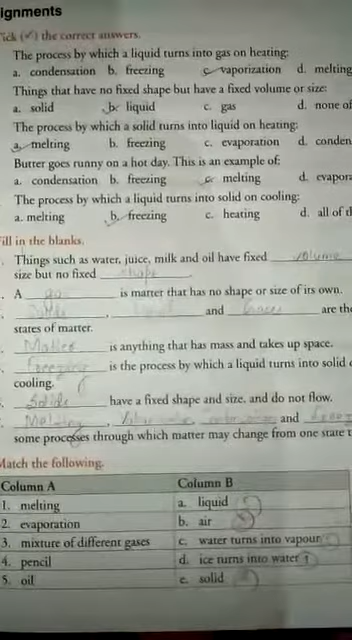 ignments
Tick (✓) the correct answers.
The process by which a liquid turns into gas on heating:
a. condensation b. freezing c. vaporization d. melting
Things that have no fixed shape but have a fixed volume or size:
a. solid b. liquid c. gas d. none of
The process by which a solid turns into liquid on heating:
a. melting b. freezing c. evaporation d. conden
Butter goes runny on a hot day. This is an example of:
a. condensation b. freezing c. melting d. evapora
The process by which a liquid turns into solid on cooling:
a. melting b. freezing c. heating d. all of th
Fill in the blanks.
Things such as water, juice, milk and oil have fixed volume
size but no fixed shape
A gas is matter that has no shape or size of its own.
Solids, liquid and Gases are the
states of matter.
Matter is anything that has mass and takes up space.
Freezing is the process by which a liquid turns into solid
cooling.
Solids have a fixed shape and size, and do not flow.
Melting, and
some processes through which matter may change from one state t
Match the following.
Column A Column B
1. melting a. liquid 5
2. evaporation b. air
3. mixture of different gases c. water turns into vapour
4. pencil d. ice turns into water 1
5. oil e. solid